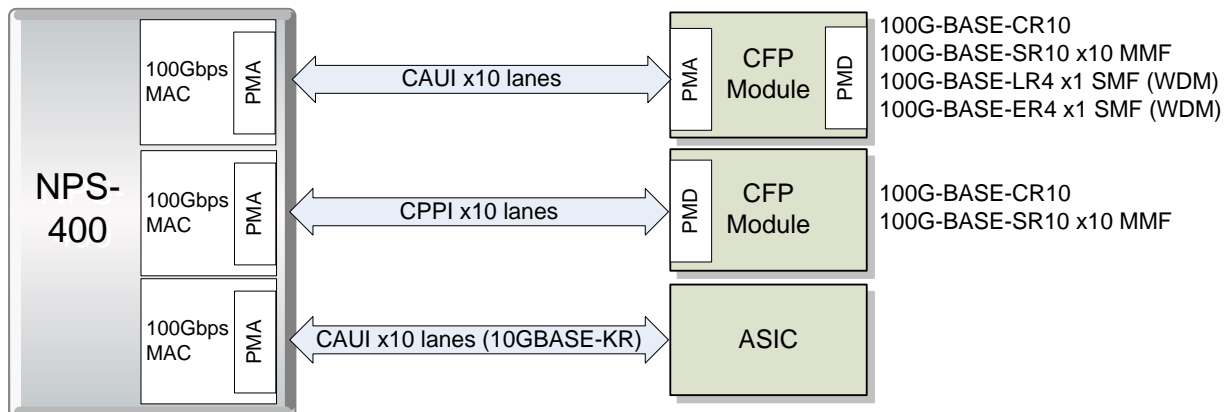 NPS-
400
100Gbps
MAC
PMA
CAUI x10 lanes
PMA
CFP
Module
PMD
100G-BASE-CR10
100G-BASE-SR10 x10 MMF
100G-BASE-LR4 x1 SMF (WDM)
100G-BASE-ER4 x1 SMF (WDM)
100Gbps
MAC
PMA
CPPI x10 lanes
PMD
CFP
Module
100G-BASE-CR10
100G-BASE-SR10 x10 MMF
100Gbps
MAC
PMA
CAUI x10 lanes (10GBASE-KR)
ASIC